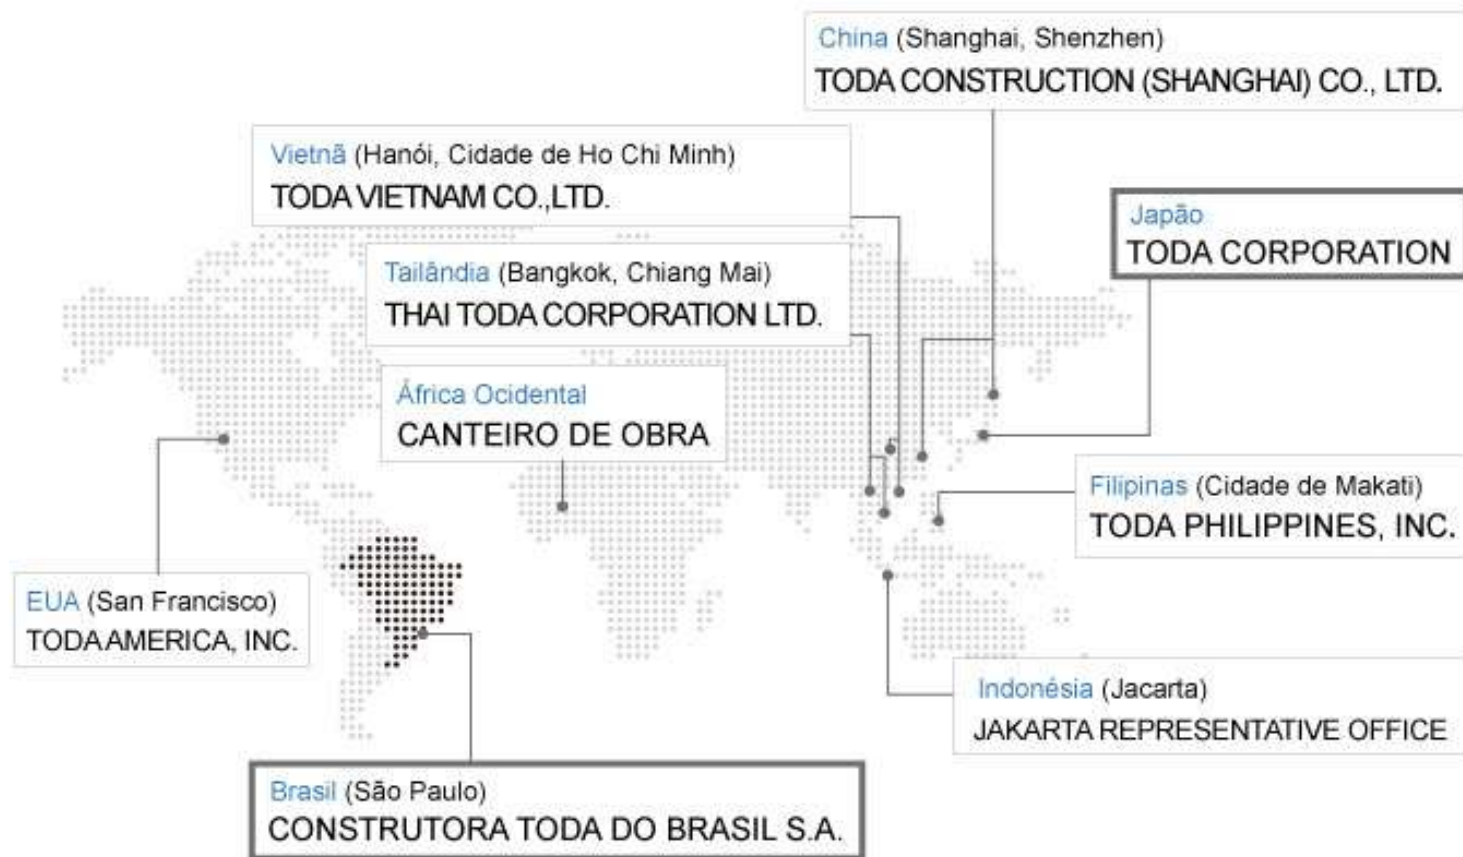 China (Shanghai, Shenzhen)
TODA CONSTRUCTION (SHANGHAI) CO., LTD.
Vietnã (Hanói, Cidade de Ho Chi Minh)
TODA VIETNAM CO.,LTD.
Japão
TODA CORPORATION
Tailândia (Bangkok, Chiang Mai)
THAI TODA CORPORATION LTD.
África Ocidental
CANTEIRO DE OBRA
Filipinas (Cidade de Makati)
TODA PHILIPPINES, INC.
EUA (San Francisco)
TODA AMERICA, INC.
Indonésia (Jacarta)
JAKARTA REPRESENTATIVE OFFICE
Brasil (São Paulo)
CONSTRUTORA TODA DO BRASIL S.A.